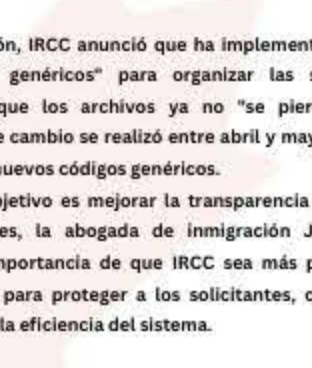 ón, IRCC anunció que ha implement
genéricos" para organizar las s
que los archivos ya no "se pier
e cambio se realizó entre abril y may
nuevos códigos genéricos.
bjetivo es mejorar la transparencia
es, la abogada de inmigración J
mportancia de que IRCC sea más p
para proteger a los solicitantes, c
la eficiencia del sistema.